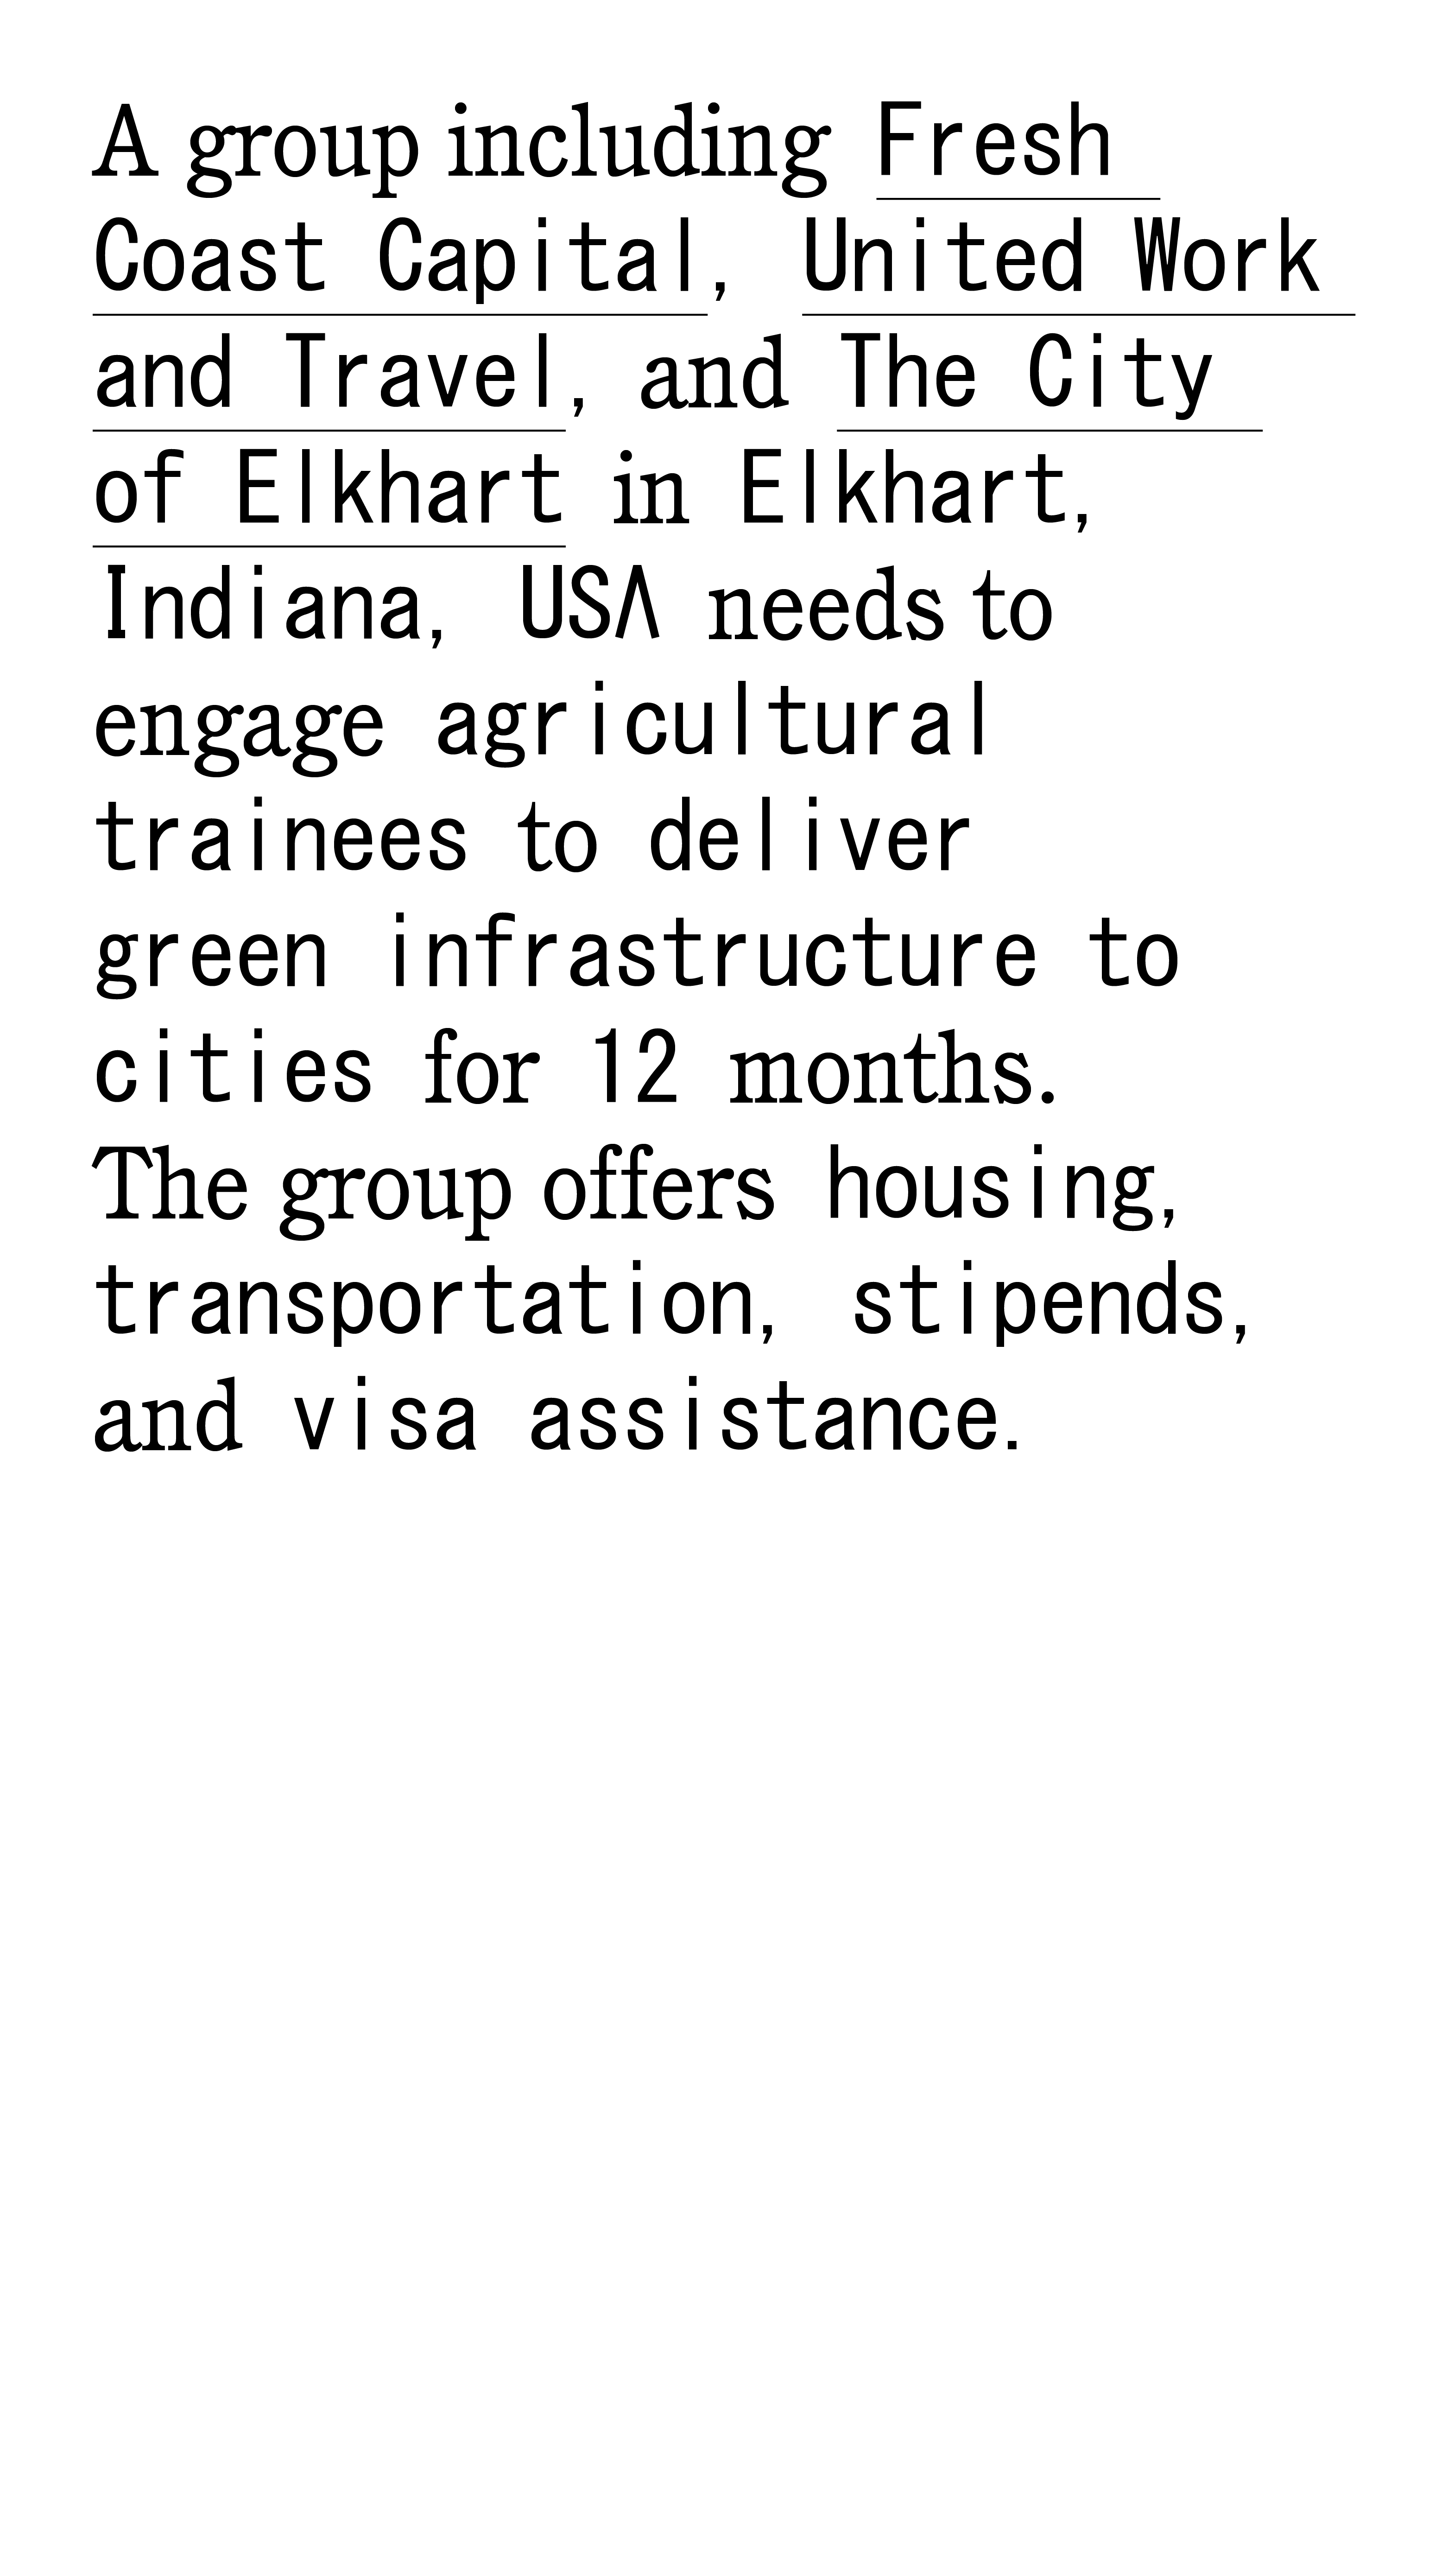 A group including Fresh
Coast Capital, United Work
and Travel, and The City
of Elkhart in Elkhart,
Indiana, USA needs to
engage agricultural
trainees to deliver
green infrastructure to
cities for 12 months.
The group offers housing,
transportation, stipends,
and visa assistance.